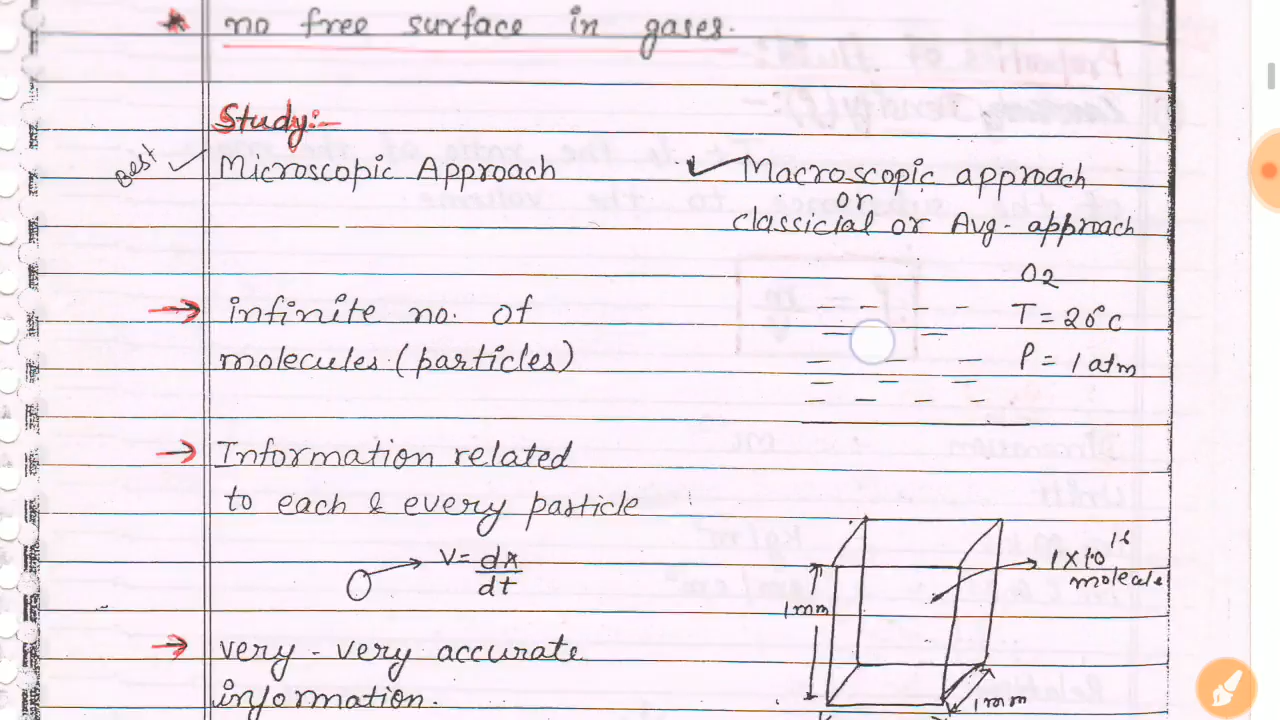 * no free surface in gases.
Study:-
Best ✓ Microscopic Approach
✓ Macroscopic approach
or
classicial or Avg. approach
→ infinite no. of
molecules (particles)
O2
T = 20°C
P = 1 atm
→ Information related
to each & every particle
V = dx/dt
→ very-very accurate
information.
1 x 10^16
molecule
1mm
1mm